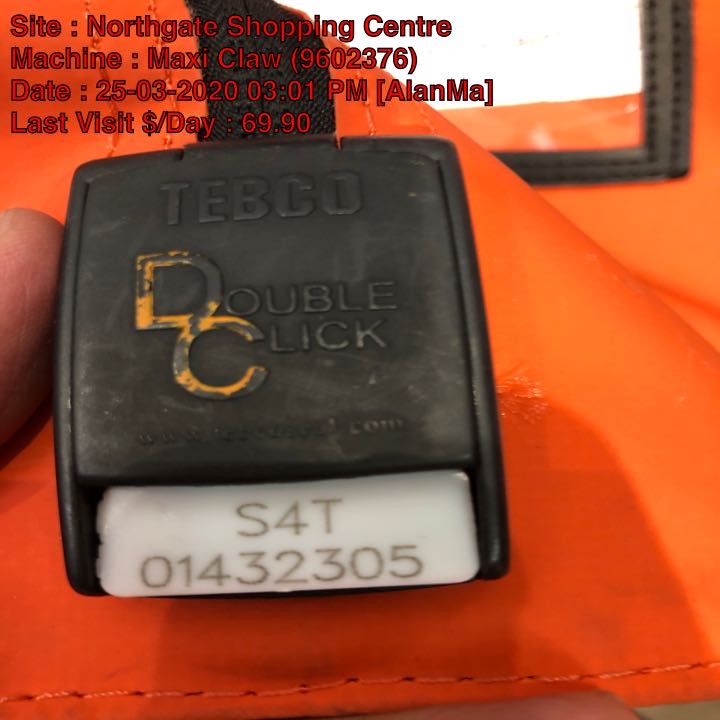 Site : Northgate Shopping Centre
Machine : Maxi Claw (9602376)
Date : 25-03-2020 03:01 PM [AlanMa]
Last Visit $/Day : 69.90
TEBCO
DOUBLE
CLICK
S4T
01432305